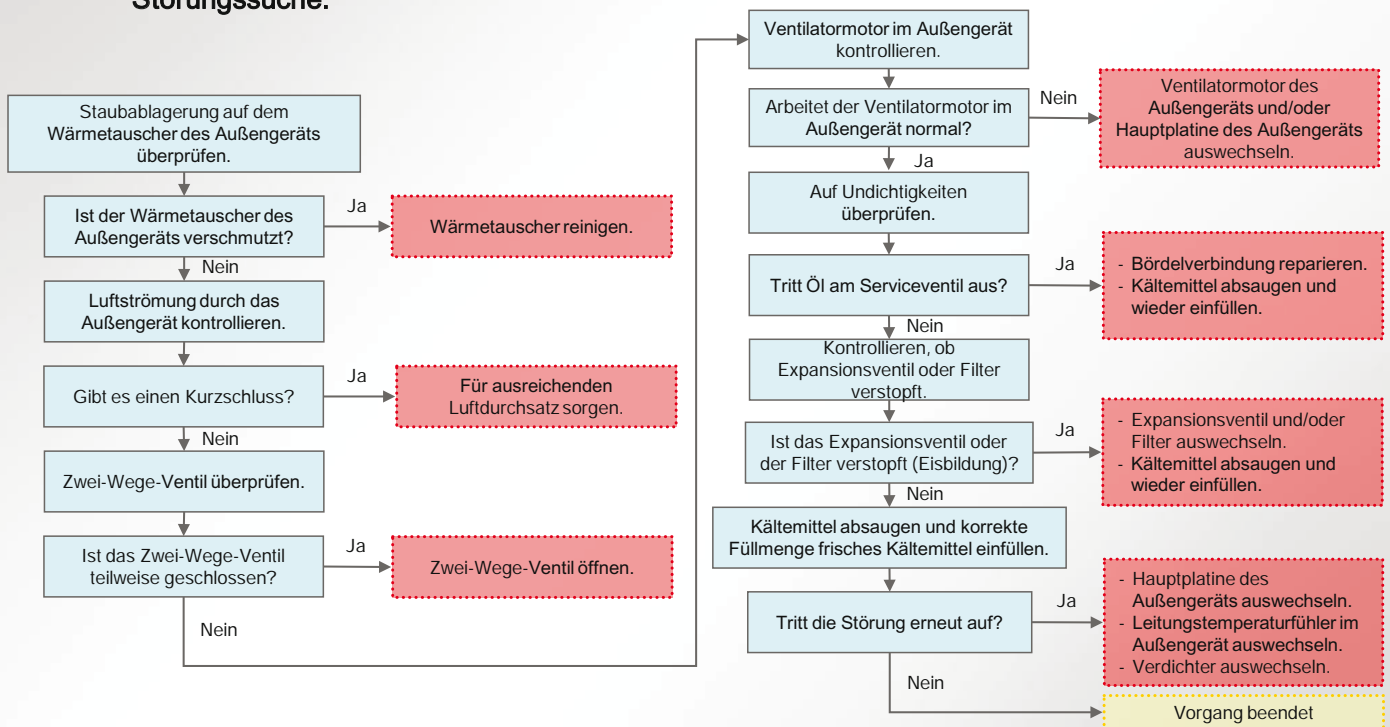 Störungssuche.
Staubablagerung auf dem
Wärmetauscher des Außengeräts
überprüfen.
Ist der Wärmetauscher des
Außengeräts verschmutzt?
Ja
Wärmetauscher reinigen.
Nein
Luftströmung durch das
Außengerät kontrollieren.
Gibt es einen Kurzschluss?
Ja
Für ausreichenden
Luftdurchsatz sorgen.
Nein
Zwei-Wege-Ventil überprüfen.
Ist das Zwei-Wege-Ventil
teilweise geschlossen?
Ja
Zwei-Wege-Ventil öffnen.
Nein
Ventilatormotor im Außengerät
kontrollieren.
Arbeitet der Ventilatormotor im
Außengerät normal?
Nein
Ventilatormotor des
Außengeräts und/oder
Hauptplatine des Außengeräts
auswechseln.
Ja
Auf Undichtigkeiten
überprüfen.
Tritt Öl am Serviceventil aus?
Ja
- Bördelverbindung reparieren.
- Kältemittel absaugen und
wieder einfüllen.
Nein
Kontrollieren, ob
Expansionsventil oder Filter
verstopft.
Ist das Expansionsventil oder
der Filter verstopft (Eisbildung)?
Ja
- Expansionsventil und/oder
Filter auswechseln.
- Kältemittel absaugen und
wieder einfüllen.
Nein
Kältemittel absaugen und korrekte
Füllmenge frisches Kältemittel einfüllen.
Tritt die Störung erneut auf?
Ja
- Hauptplatine des
Außengeräts auswechseln.
- Leitungstemperaturfühler im
Außengerät auswechseln.
- Verdichter auswechseln.
Nein
Vorgang beendet